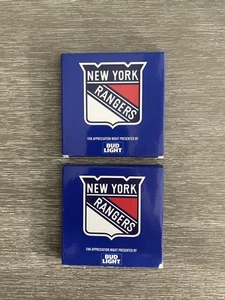 NEW YORK
RANGERS
FAN APPRECIATION NIGHT PRESENTED BY
BUD
LIGHT
NEW YORK
RANGERS
FAN APPRECIATION NIGHT PRESENTED BY
BUD
LIGHT